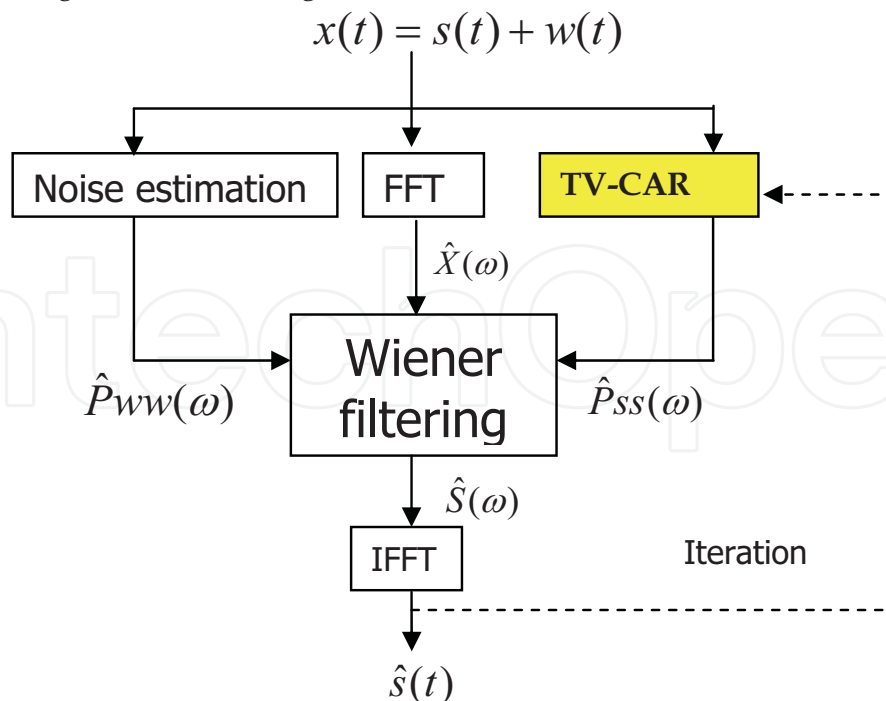 x(t) = s(t) + w(t)
Noise estimation
FFT
TV-CAR
X̂(ω)
Wiener
filtering
P̂ww(ω)
P̂ss(ω)
Ŝ(ω)
IFFT
Iteration
ŝ(t)